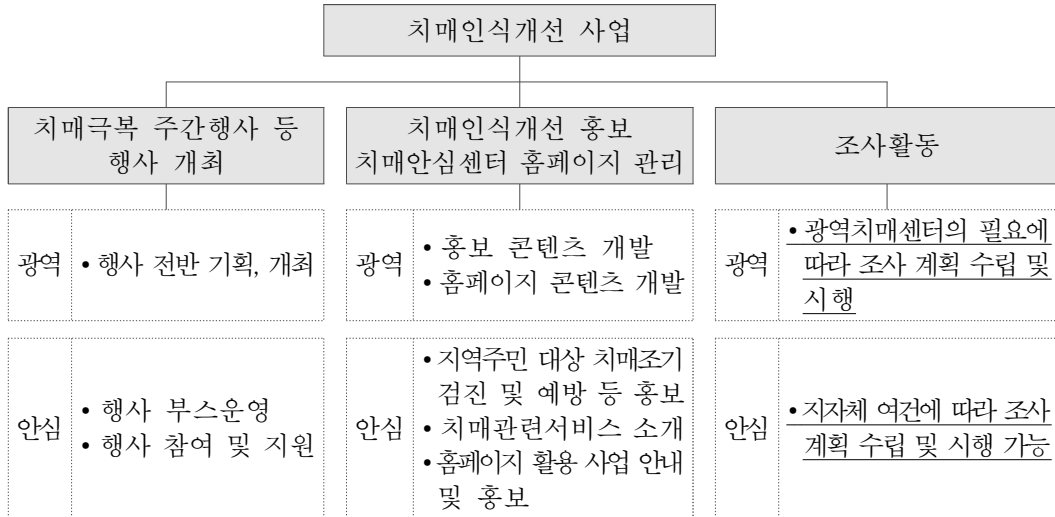 치매인식개선 사업
치매극복 주간행사 등
행사 개최
치매인식개선 홍보
치매안심센터 홈페이지 관리
조사활동
광역
• 행사 전반 기획, 개최
광역
• 홍보 콘텐츠 개발
• 홈페이지 콘텐츠 개발
광역
• 광역치매센터의 필요에
따라 조사 계획 수립 및
시행
안심
• 행사 부스운영
• 행사 참여 및 지원
안심
• 지역주민 대상 치매조기
검진 및 예방 등 홍보
• 치매관련서비스 소개
• 홈페이지 활용 사업 안내
및 홍보
안심
• 지자체 여건에 따라 조사
계획 수립 및 시행 가능